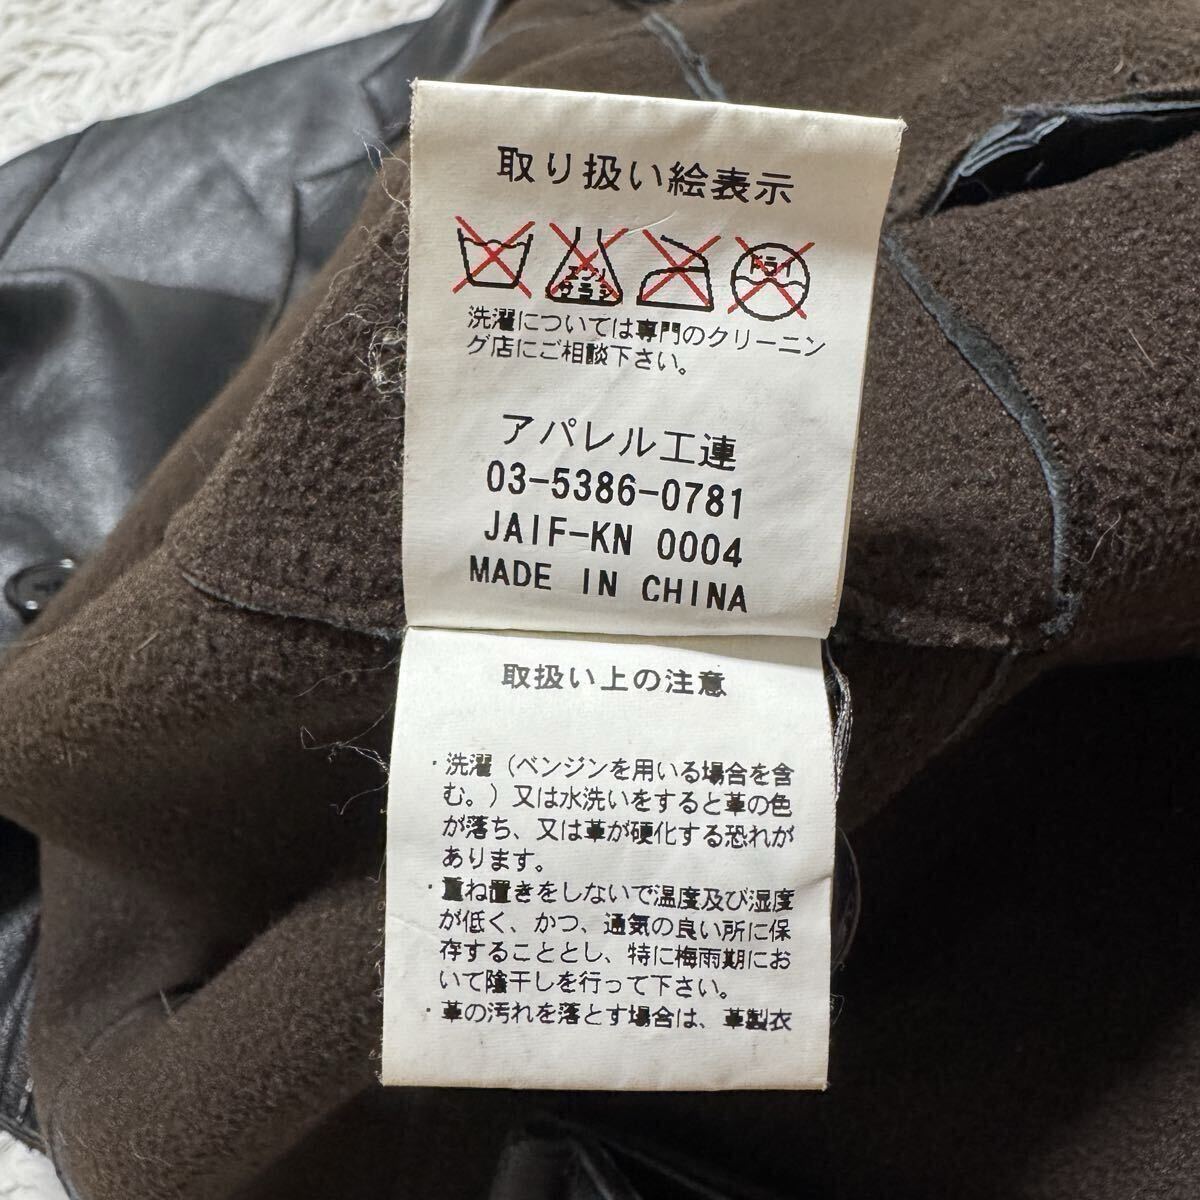 取り扱い絵表示
エンソ
サラシ
ドライ
洗濯については専門のクリーニン
グ店にご相談下さい。
アパレル工連
03-5386-0781
JAIF-KN 0004
MADE IN CHINA
取扱い上の注意
・洗濯（ベンジンを用いる場合を含
む。）又は水洗いをすると革の色
が落ち、又は革が硬化する恐れが
あります。
・重ね置きをしないで温度及び湿度
が低く、かつ、通気の良い所に保
存することとし、特に梅雨期にお
いて陰干しを行って下さい。
・革の汚れを落とす場合は、革製衣